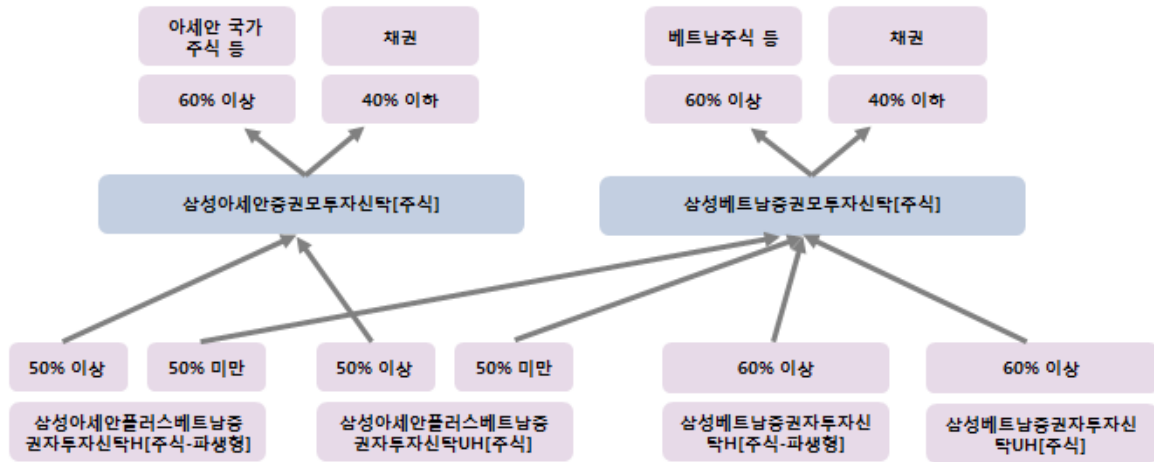 아세안 국가
주식 등
채권
베트남주식 등
채권
60% 이상
40% 이하
60% 이상
40% 이하
삼성아세안증권모투자신탁[주식]
삼성베트남증권모투자신탁[주식]
50% 이상
50% 미만
50% 이상
50% 미만
60% 이상
60% 이상
삼성아세안플러스베트남증
권자투자신탁H[주식-파생형]
삼성아세안플러스베트남증
권자투자신탁UH[주식]
삼성베트남증권자투자신
탁H[주식-파생형]
삼성베트남증권자투자신
탁UH[주식]